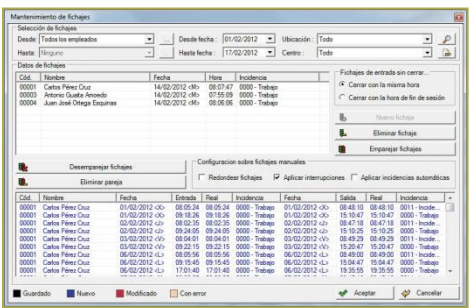 Mantenimiento de fichajes
Selección de fichajes
Desde: Todos los empleados ... Desde fecha : 01/02/2012 Ubicación : Todo
Hasta: Ninguno Hasta fecha : 17/02/2012 Centro : Todo
Datos de fichajes
Cód. Nombre Fecha Hora Incidencia
00001 Carlos Pérez Cruz 14/02/2012 <M> 08:07:47 0000 - Trabajo
00003 Antonio Guaita Amoedo 14/02/2012 <M> 07:55:09 0000 - Trabajo
00004 Juan José Ortega Esquinas 14/02/2012 <M> 08:06:06 0000 - Trabajo
Fichajes de entrada sin cerrar...
Cerrar con la misma hora
Cerrar con la hora de fin de sesión
Nuevo fichaje
Eliminar fichaje
Emparejar fichajes
Desemparejar fichajes
Eliminar pareja
Configuracion sobre fichajes manuales
Redondear fichajes Aplicar interrupciones Aplicar incidencias automáticas
Cód. Nombre Fecha Entrada Real Incidencia Fecha Salida Real Incidencia
00001 Carlos Pérez Cruz 01/02/2012 <X> 08:05:24 08:05:24 0000 - Trabajo 01/02/2012 <X> 08:48:10 08:48:10 0011 - Incide...
00001 Carlos Pérez Cruz 01/02/2012 <X> 09:18:26 09:18:26 0000 - Trabajo 01/02/2012 <X> 15:10:47 15:10:47 0000 - Trabajo
00001 Carlos Pérez Cruz 02/02/2012 <J> 08:02:35 08:02:35 0000 - Trabajo 02/02/2012 <J> 08:47:18 08:47:18 0011 - Incide...
00001 Carlos Pérez Cruz 02/02/2012 <J> 09:24:05 09:24:05 0000 - Trabajo 02/02/2012 <J> 15:10:25 15:10:25 0000 - Trabajo
00001 Carlos Pérez Cruz 03/02/2012 <V> 08:04:01 08:04:01 0000 - Trabajo 03/02/2012 <V> 08:49:29 08:49:29 0011 - Incide...
00001 Carlos Pérez Cruz 03/02/2012 <V> 09:22:15 09:22:15 0000 - Trabajo 03/02/2012 <V> 15:20:47 15:20:47 0000 - Trabajo
00001 Carlos Pérez Cruz 06/02/2012 <L> 08:05:56 08:05:56 0000 - Trabajo 06/02/2012 <L> 08:49:00 08:49:00 0011 - Incide...
00001 Carlos Pérez Cruz 06/02/2012 <L> 09:15:45 09:15:45 0000 - Trabajo 06/02/2012 <L> 15:04:47 15:04:47 0000 - Trabajo
00001 Carlos Pérez Cruz 06/02/2012 <L> 17:01:40 17:01:40 0000 - Trabajo 06/02/2012 <L> 19:35:55 19:35:55 0000 - Trabajo
Guardado Nuevo Modificado Con error Aceptar Cancelar